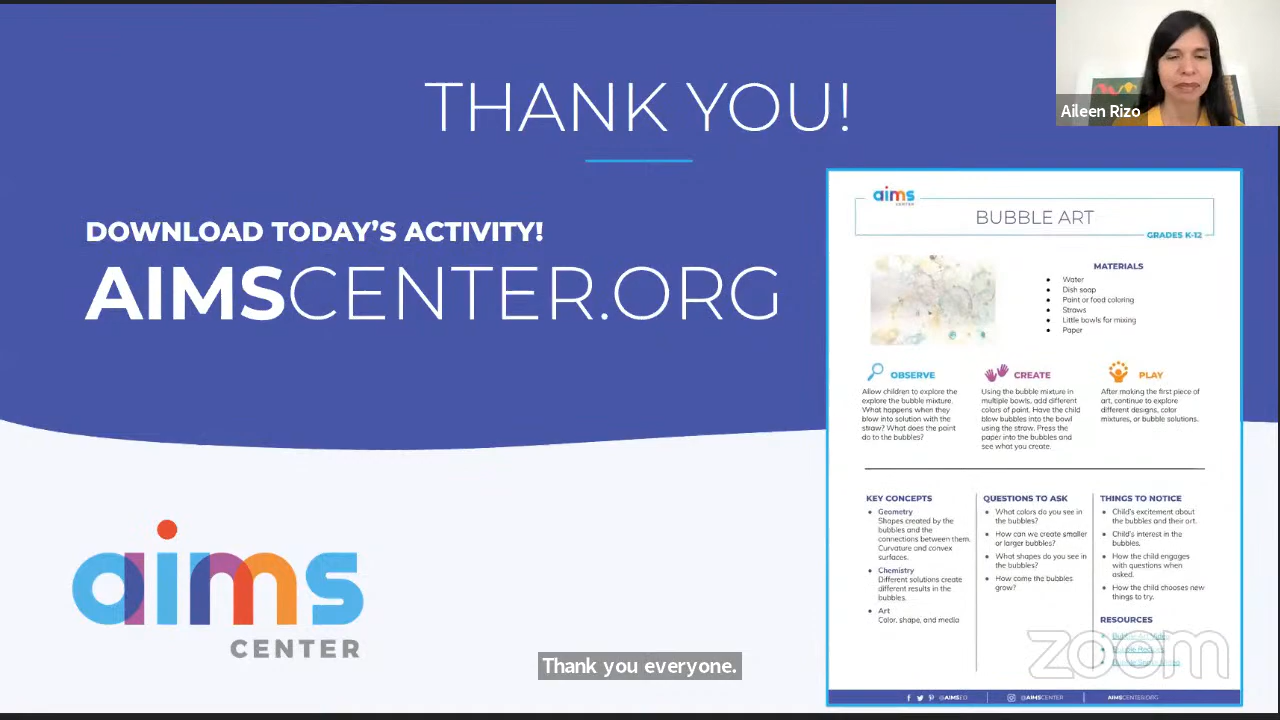 THANK YOU!
Aileen Rizo
DOWNLOAD TODAY'S ACTIVITY!
AIMSCENTER.ORG
aims
CENTER
Thank you everyone.
aims
CENTER
BUBBLE ART
GRADES K-12
MATERIALS
● Water
● Dish soap
● Paint or food coloring
● Straws
● Little bowls for mixing
● Paper
OBSERVE
Allow children to explore the
explore the bubble mixture.
What happens when they
blow into solution with the
straw? What does the paint
do to the bubbles?
CREATE
Using the bubble mixture in
multiple bowls, add different
colors of paint. Have the child
blow bubbles into the bowl
using the straw. Press the
paper into the bubbles and
see what you create.
PLAY
After making the first piece of
art, continue to explore
different designs, color
mixtures, or bubble solutions.
KEY CONCEPTS
● Geometry
Shapes created by the
bubbles and the
connections between them.
Curvature and convex
surfaces.
● Chemistry
Different solutions create
different results in the
bubbles.
● Art
Color, shape, and media
QUESTIONS TO ASK
● What colors do you see in
the bubbles?
● How can we create smaller
or larger bubbles?
● What shapes do you see in
the bubbles?
● How come the bubbles
grow?
THINGS TO NOTICE
● Child's excitement about
the bubbles and their art.
● Child's interest in the
bubbles.
● How the child engages
with questions when
asked.
● How the child chooses new
things to try.
RESOURCES
● Bubble Art Video
● Bubble
● Bubble
zoom
@AIMSED
@AIMSCENTER
AIMSCENTER.ORG